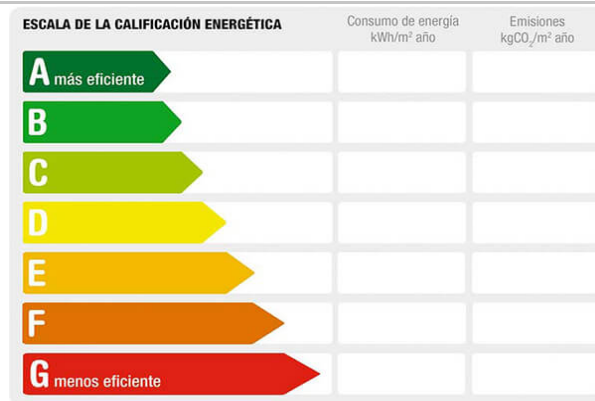 ESCALA DE LA CALIFICACIÓN ENERGÉTICA
Consumo de energía
kWh/m² año
Emisiones
kgCO₂/m² año
A más eficiente
B
C
D
E
F
G menos eficiente